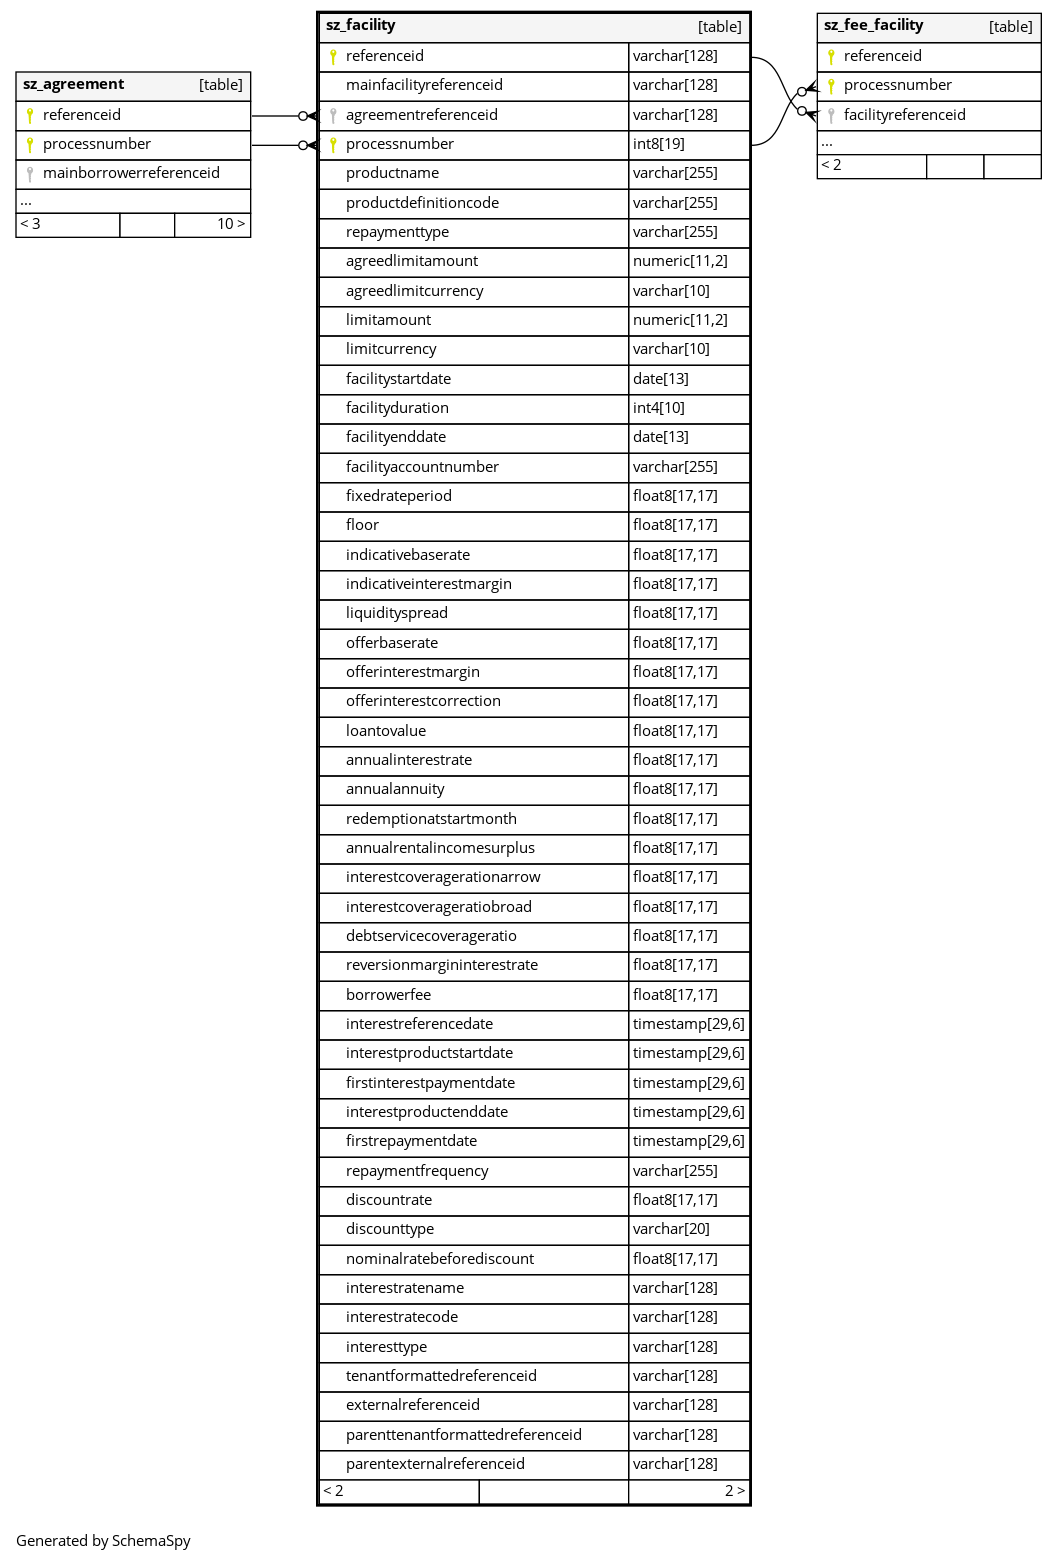 sz_agreement [table]
referenceid
processnumber
mainborrowerreferenceid
...
< 3 10 >
sz_facility [table]
referenceid varchar[128]
mainfacilityreferenceid varchar[128]
agreementreferenceid varchar[128]
processnumber int8[19]
productname varchar[255]
productdefinitioncode varchar[255]
repaymenttype varchar[255]
agreedlimitamount numeric[11,2]
agreedlimitcurrency varchar[10]
limitamount numeric[11,2]
limitcurrency varchar[10]
facilitystartdate date[13]
facilityduration int4[10]
facilityenddate date[13]
facilityaccountnumber varchar[255]
fixedrateperiod float8[17,17]
floor float8[17,17]
indicativebaserate float8[17,17]
indicativeinterestmargin float8[17,17]
liquidityspread float8[17,17]
offerbaserate float8[17,17]
offerinterestmargin float8[17,17]
offerinterestcorrection float8[17,17]
loantovalue float8[17,17]
annualinterestrate float8[17,17]
annualannuity float8[17,17]
redemptionatstartmonth float8[17,17]
annualrentalincomesurplus float8[17,17]
interestcoveragerationarrow float8[17,17]
interestcoverageratiobroad float8[17,17]
debtservicecoverageratio float8[17,17]
reversionmargininterestrate float8[17,17]
borrowerfee float8[17,17]
interestreferencedate timestamp[29,6]
interestproductstartdate timestamp[29,6]
firstinterestpaymentdate timestamp[29,6]
interestproductenddate timestamp[29,6]
firstrepaymentdate timestamp[29,6]
repaymentfrequency varchar[255]
discountrate float8[17,17]
discounttype varchar[20]
nominalratebeforediscount float8[17,17]
interestratename varchar[128]
interestratecode varchar[128]
interesttype varchar[128]
tenantformattedreferenceid varchar[128]
externalreferenceid varchar[128]
parenttenantformattedreferenceid varchar[128]
parentexternalreferenceid varchar[128]
< 2 2 >
sz_fee_facility [table]
referenceid
processnumber
facilityreferenceid
...
< 2
Generated by SchemaSpy